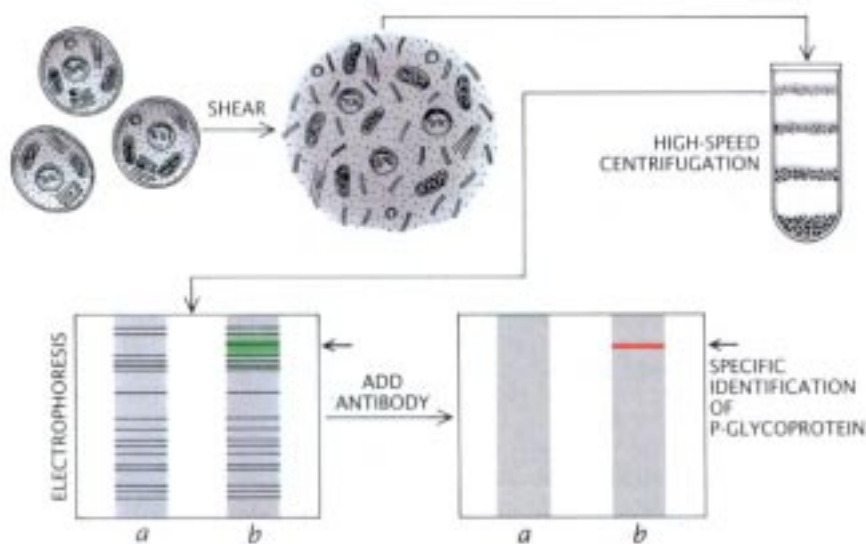 SHEAR
HIGH-SPEED
CENTRIFUGATION
ELECTROPHORESIS
ADD
ANTIBODY
SPECIFIC
IDENTIFICATION
OF
P-GLYCOPROTEIN
a
b
a
b